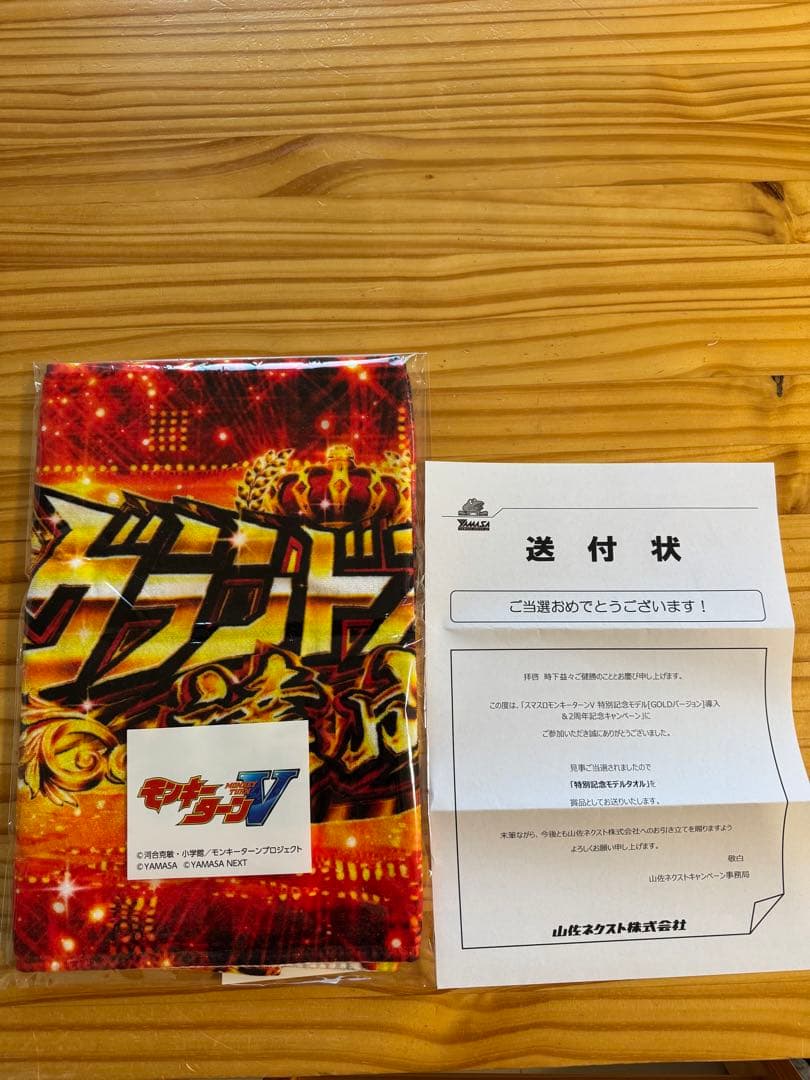 グランド
達成
モンキー
ターン
MONKEY
TURN
V
©河合克敏・小学館／モンキーターンプロジェクト
©YAMASA ©YAMASA NEXT
YAMASA
送付状
ご当選おめでとうございます！
拝啓 時下益々ご健勝のこととお慶び申し上げます。
この度は、「スマスロモンキーターンV 特別記念モデル[GOLDバージョン]導入
＆2周年記念キャンペーン」に
ご参加いただき誠にありがとうございました。
見事ご当選されましたので
「特別記念モデルタオル」を
賞品としてお送りいたします。
末筆ながら、今後とも山佐ネクスト株式会社へのお引き立てを賜りますよう
よろしくお願い申し上げます。
敬白
山佐ネクストキャンペーン事務局
山佐ネクスト株式会社